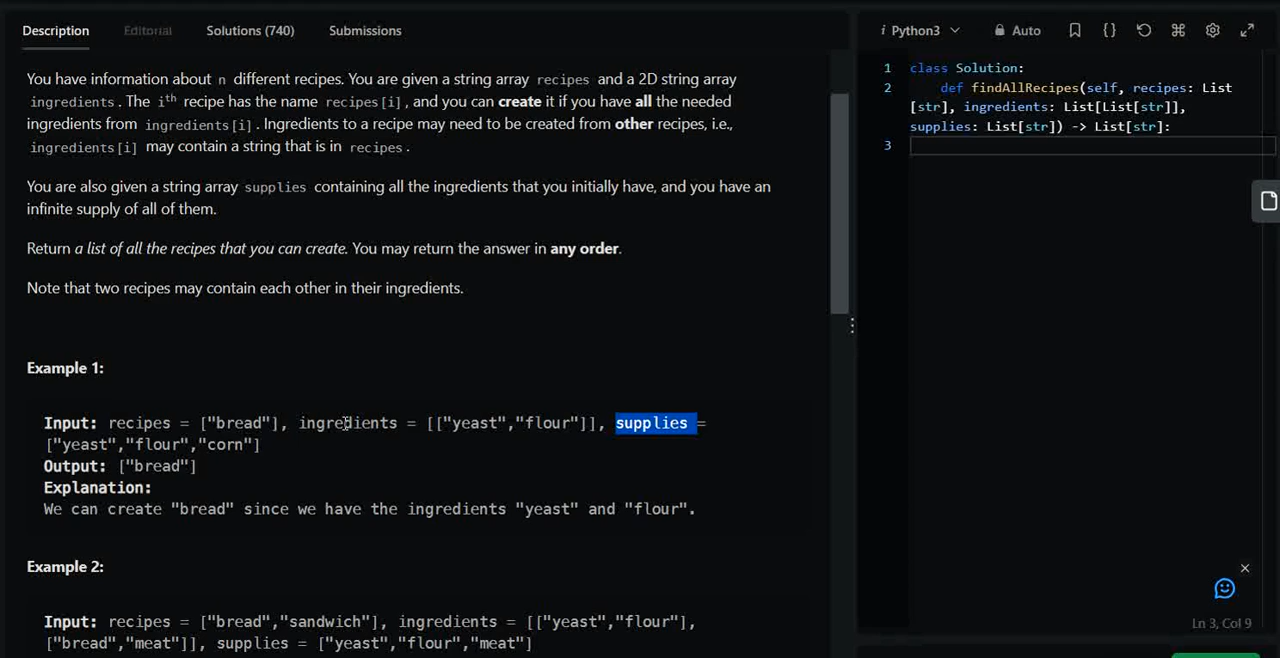 Description Editorial Solutions (740) Submissions
You have information about n different recipes. You are given a string array recipes and a 2D string array
ingredients. The ith recipe has the name recipes[i], and you can create it if you have all the needed
ingredients from ingredients[i]. Ingredients to a recipe may need to be created from other recipes, i.e.,
ingredients[i] may contain a string that is in recipes.
You are also given a string array supplies containing all the ingredients that you initially have, and you have an
infinite supply of all of them.
Return a list of all the recipes that you can create. You may return the answer in any order.
Note that two recipes may contain each other in their ingredients.
Example 1:
Input: recipes = ["bread"], ingredients = [["yeast","flour"]], supplies =
["yeast","flour","corn"]
Output: ["bread"]
Explanation:
We can create "bread" since we have the ingredients "yeast" and "flour".
Example 2:
Input: recipes = ["bread","sandwich"], ingredients = [["yeast","flour"],
["bread","meat"]], supplies = ["yeast","flour","meat"]
i Python3 Auto
1 class Solution:
2 def findAllRecipes(self, recipes: List
[str], ingredients: List[List[str]],
supplies: List[str]) -> List[str]:
3
Ln 3, Col 9